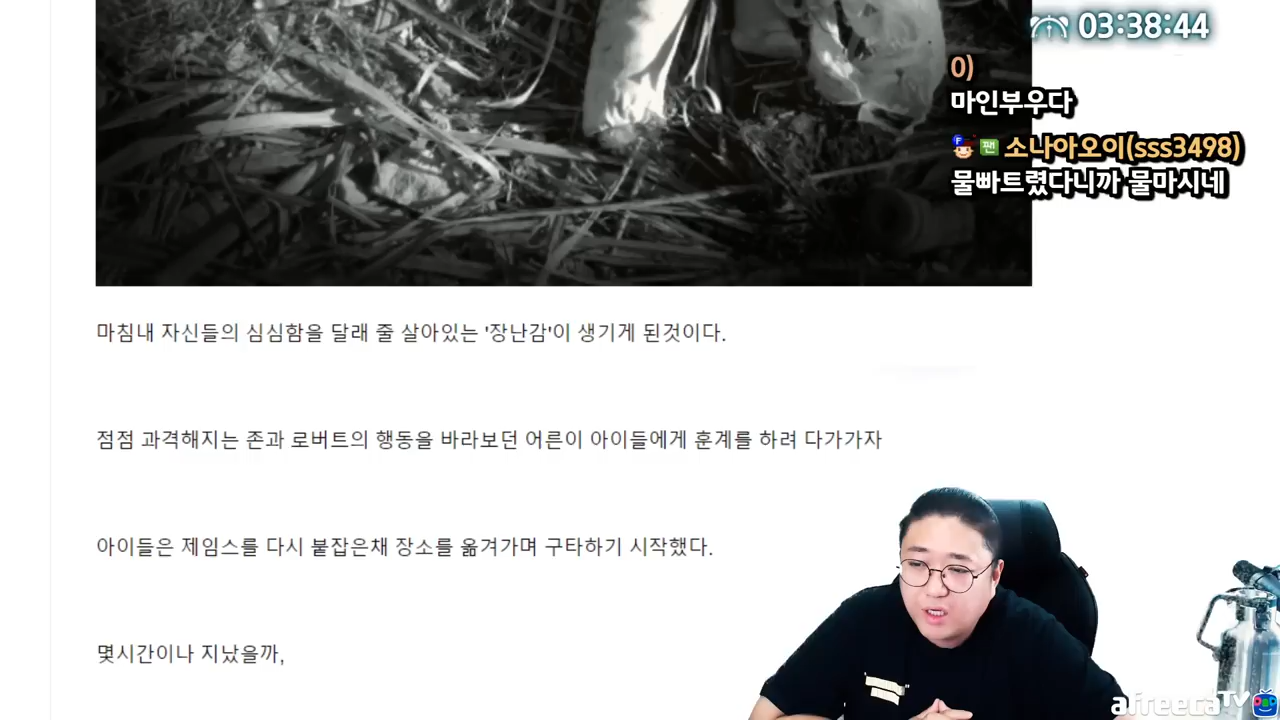 03:38:44
0)
마인부우다
F 팬 소나아오이(sss3498)
물빠트렸다니까 물마시네
마침내 자신들의 심심함을 달래 줄 살아있는 '장난감'이 생기게 된것이다.
점점 과격해지는 존과 로버트의 행동을 바라보던 어른이 아이들에게 훈계를 하려 다가가자
아이들은 제임스를 다시 붙잡은채 장소를 옮겨가며 구타하기 시작했다.
몇시간이나 지났을까,
afreecaTV